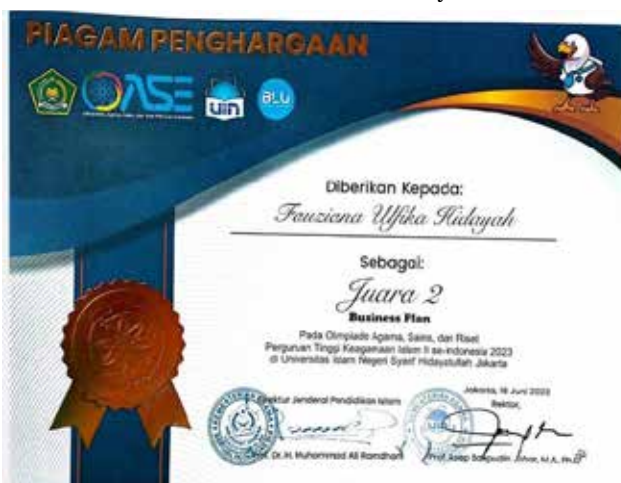 PIAGAM PENGHARGAAN
OASE
uin
BLU
Diberikan Kepada:
Fauziana Ulfika Hidayah
Sebagai:
Juara 2
Business Plan
Pada Olimpiade Agama, Sains, dan Riset
Perguruan Tinggi Keagamaan Islam II se-Indonesia 2023
di Universitas Islam Negeri Syarif Hidayatullah Jakarta
Jakarta, 16 Juni 2023
Direktur Jenderal Pendidikan Islam
Rektor,
Prof. Dr. H. Muhammad Ali Ramdhani
Prof. Asep Saepudin Jahar, M.A., Ph.D